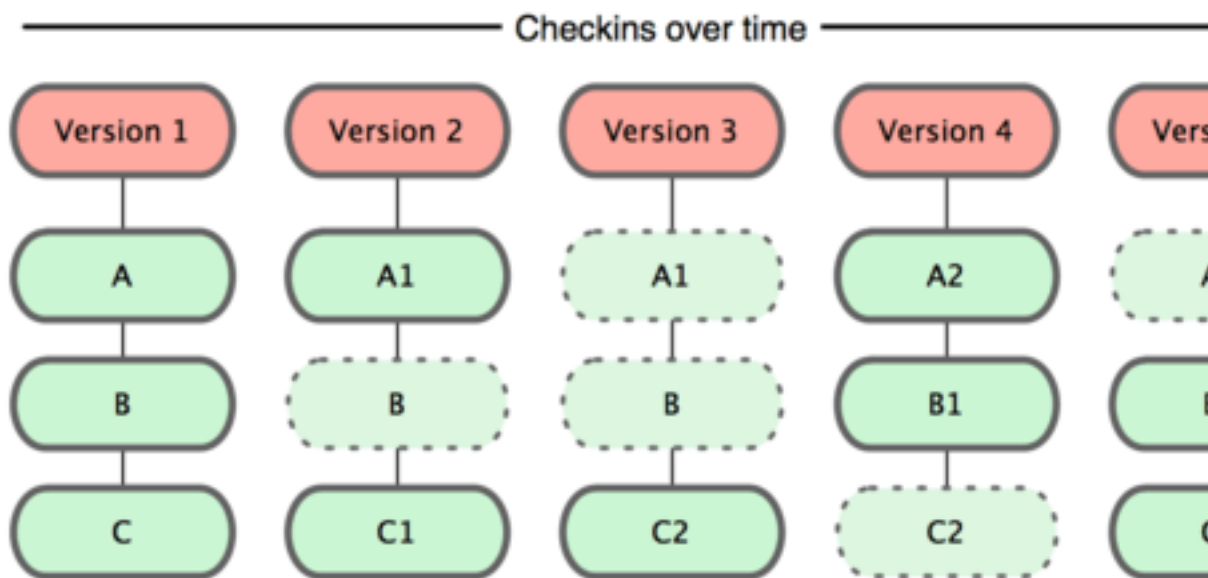 Checkins over time
Version 1 Version 2 Version 3 Version 4
A A1 A1 A2
B B B B1
C C1 C2 C2